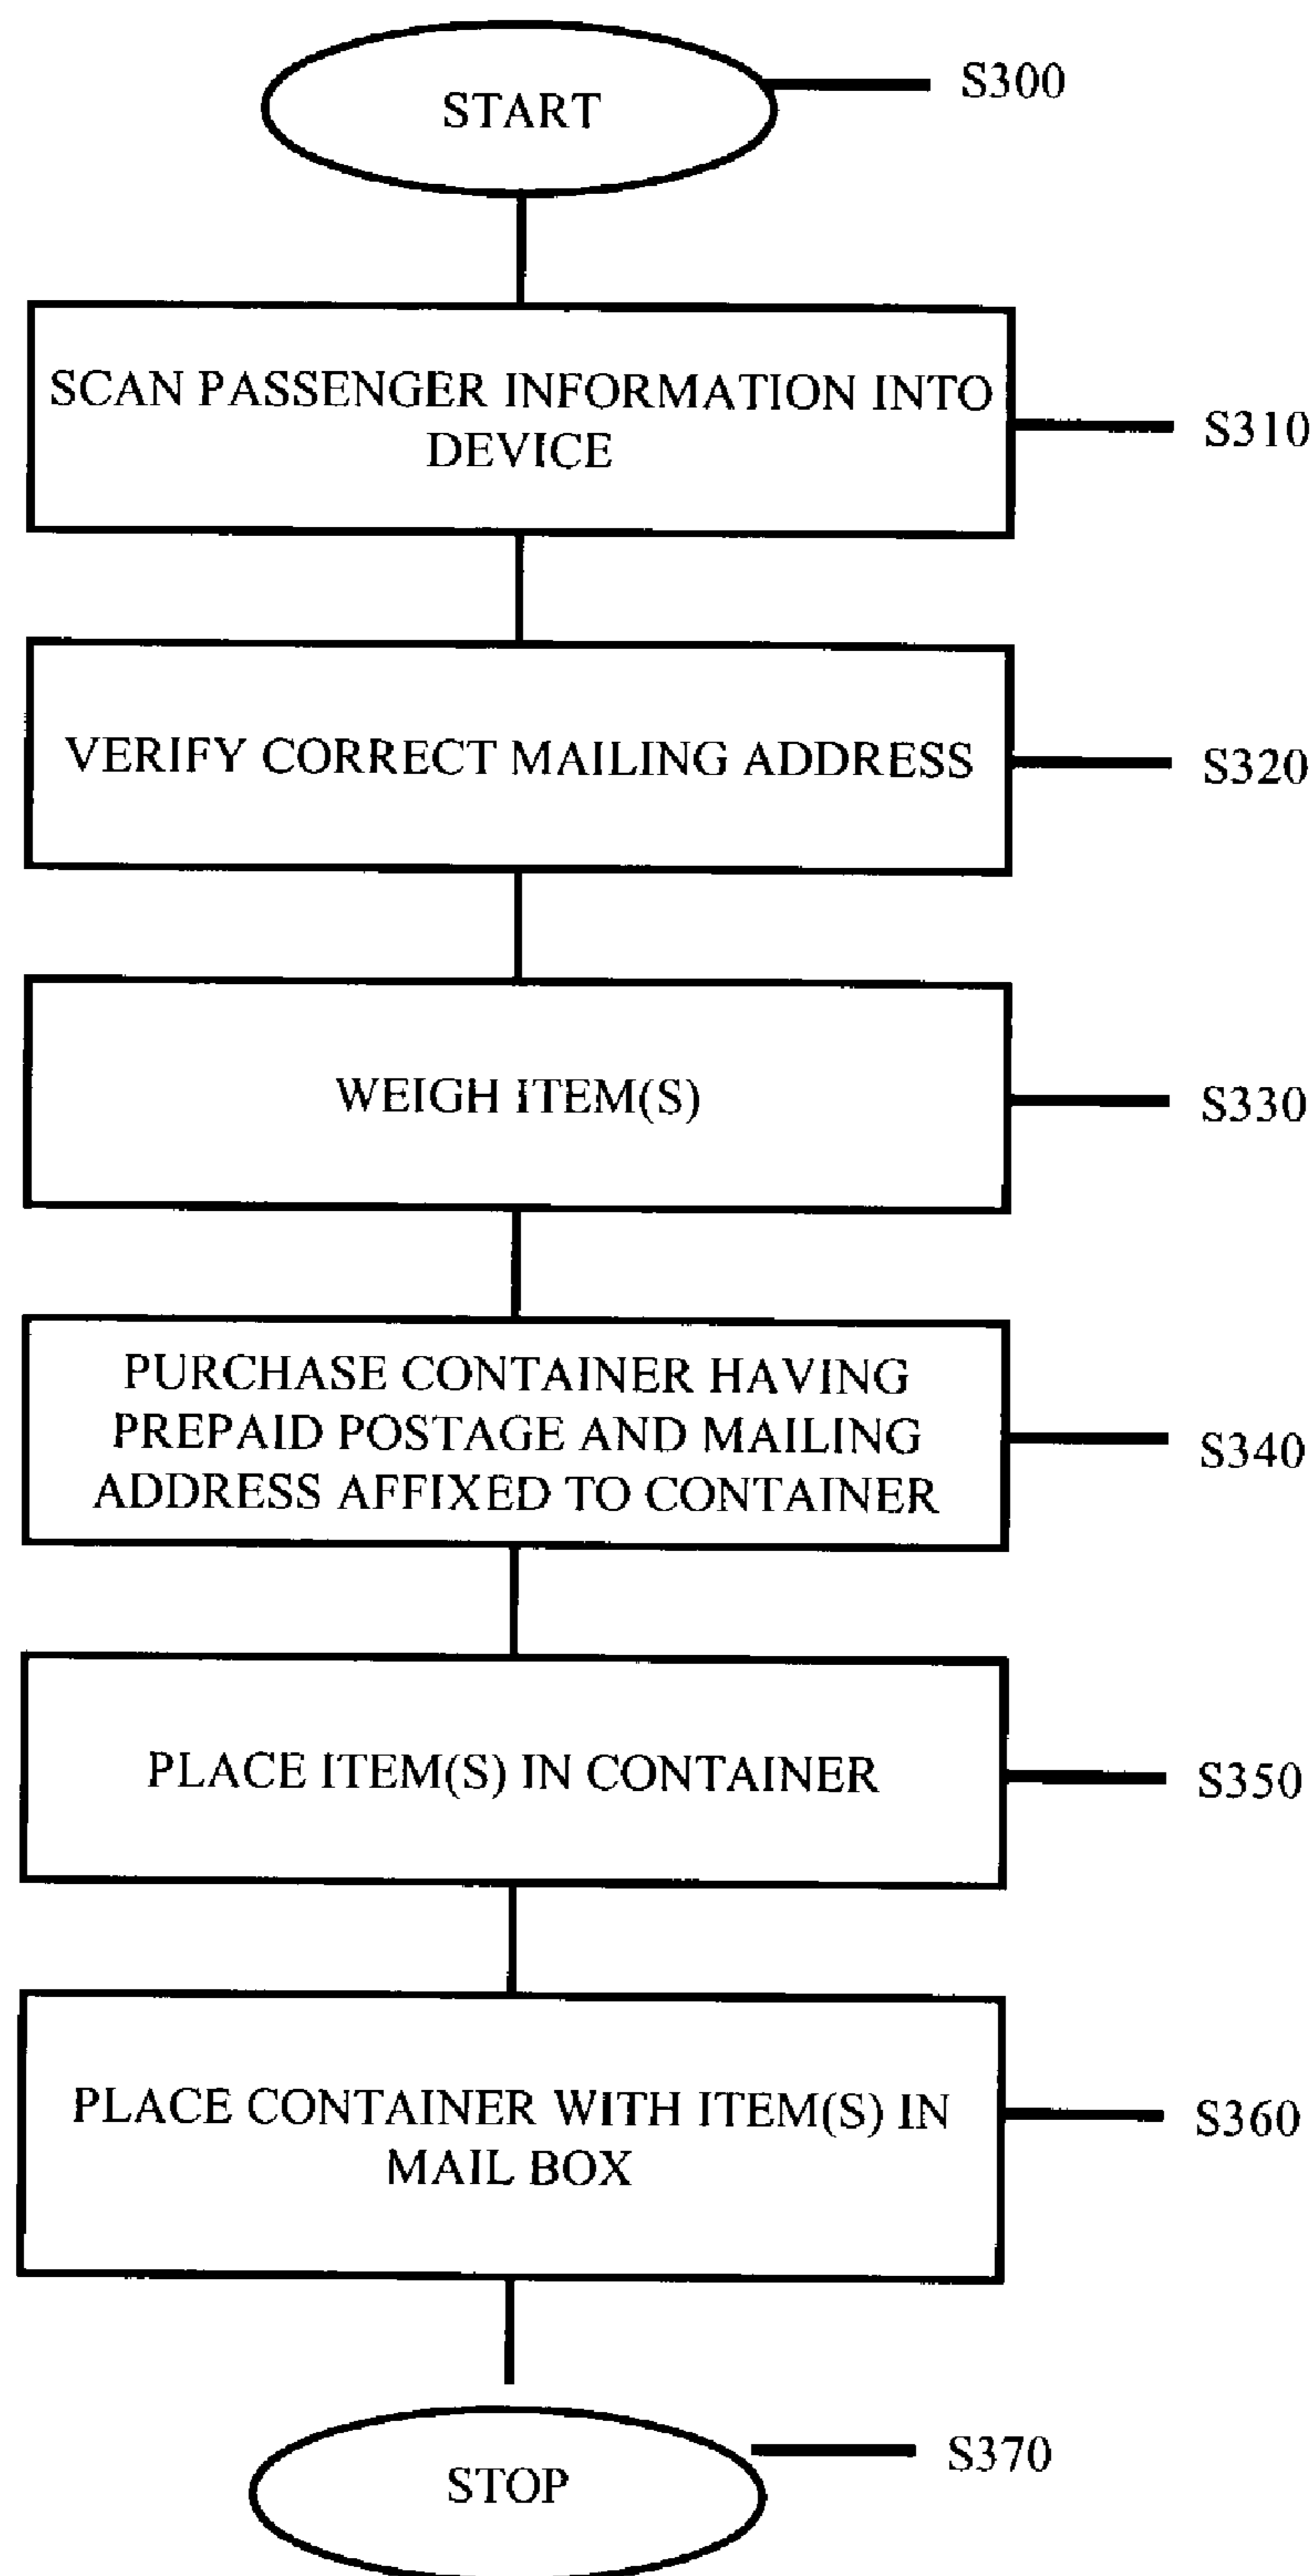 START
S300
SCAN PASSENGER INFORMATION INTO
DEVICE
S310
VERIFY CORRECT MAILING ADDRESS
S320
WEIGH ITEM(S)
S330
PURCHASE CONTAINER HAVING
PREPAID POSTAGE AND MAILING
ADDRESS AFFIXED TO CONTAINER
S340
PLACE ITEM(S) IN CONTAINER
S350
PLACE CONTAINER WITH ITEM(S) IN
MAIL BOX
S360
STOP
S370